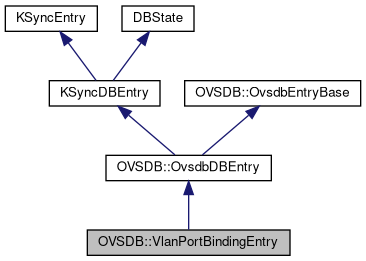 KSyncEntry
DBState
KSyncDBEntry
OVSDB::OvsdbEntryBase
OVSDB::OvsdbDBEntry
OVSDB::VlanPortBindingEntry